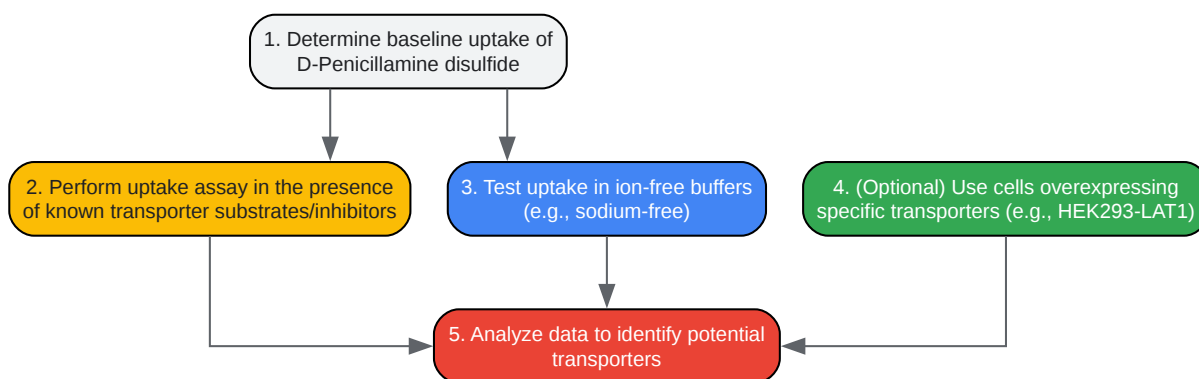 1. Determine baseline uptake of
D-Penicillamine disulfide
2. Perform uptake assay in the presence
of known transporter substrates/inhibitors
3. Test uptake in ion-free buffers
(e.g., sodium-free)
4. (Optional) Use cells overexpressing
specific transporters (e.g., HEK293-LAT1)
5. Analyze data to identify potential
transporters